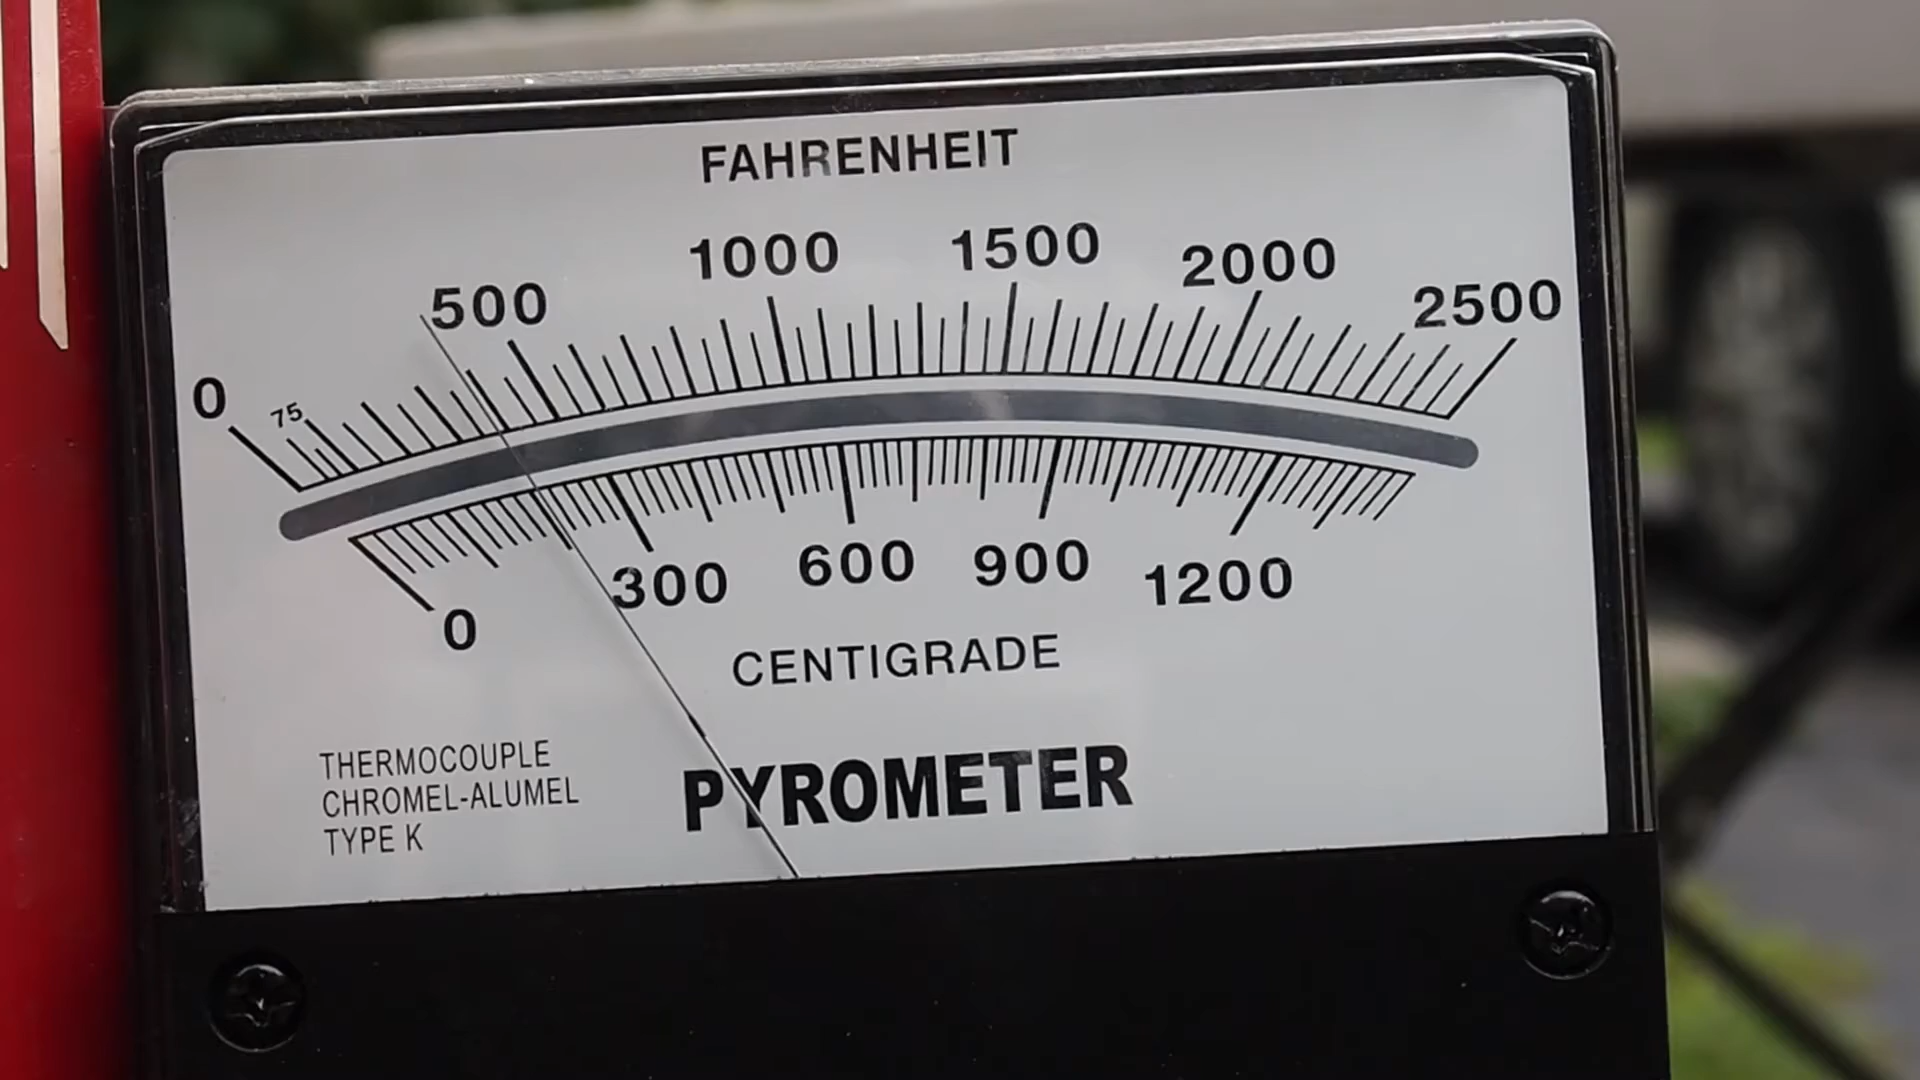 FAHRENHEIT
0 75 500 1000 1500 2000 2500
0 300 600 900 1200
CENTIGRADE
THERMOCOUPLE
CHROMEL-ALUMEL
TYPE K
PYROMETER